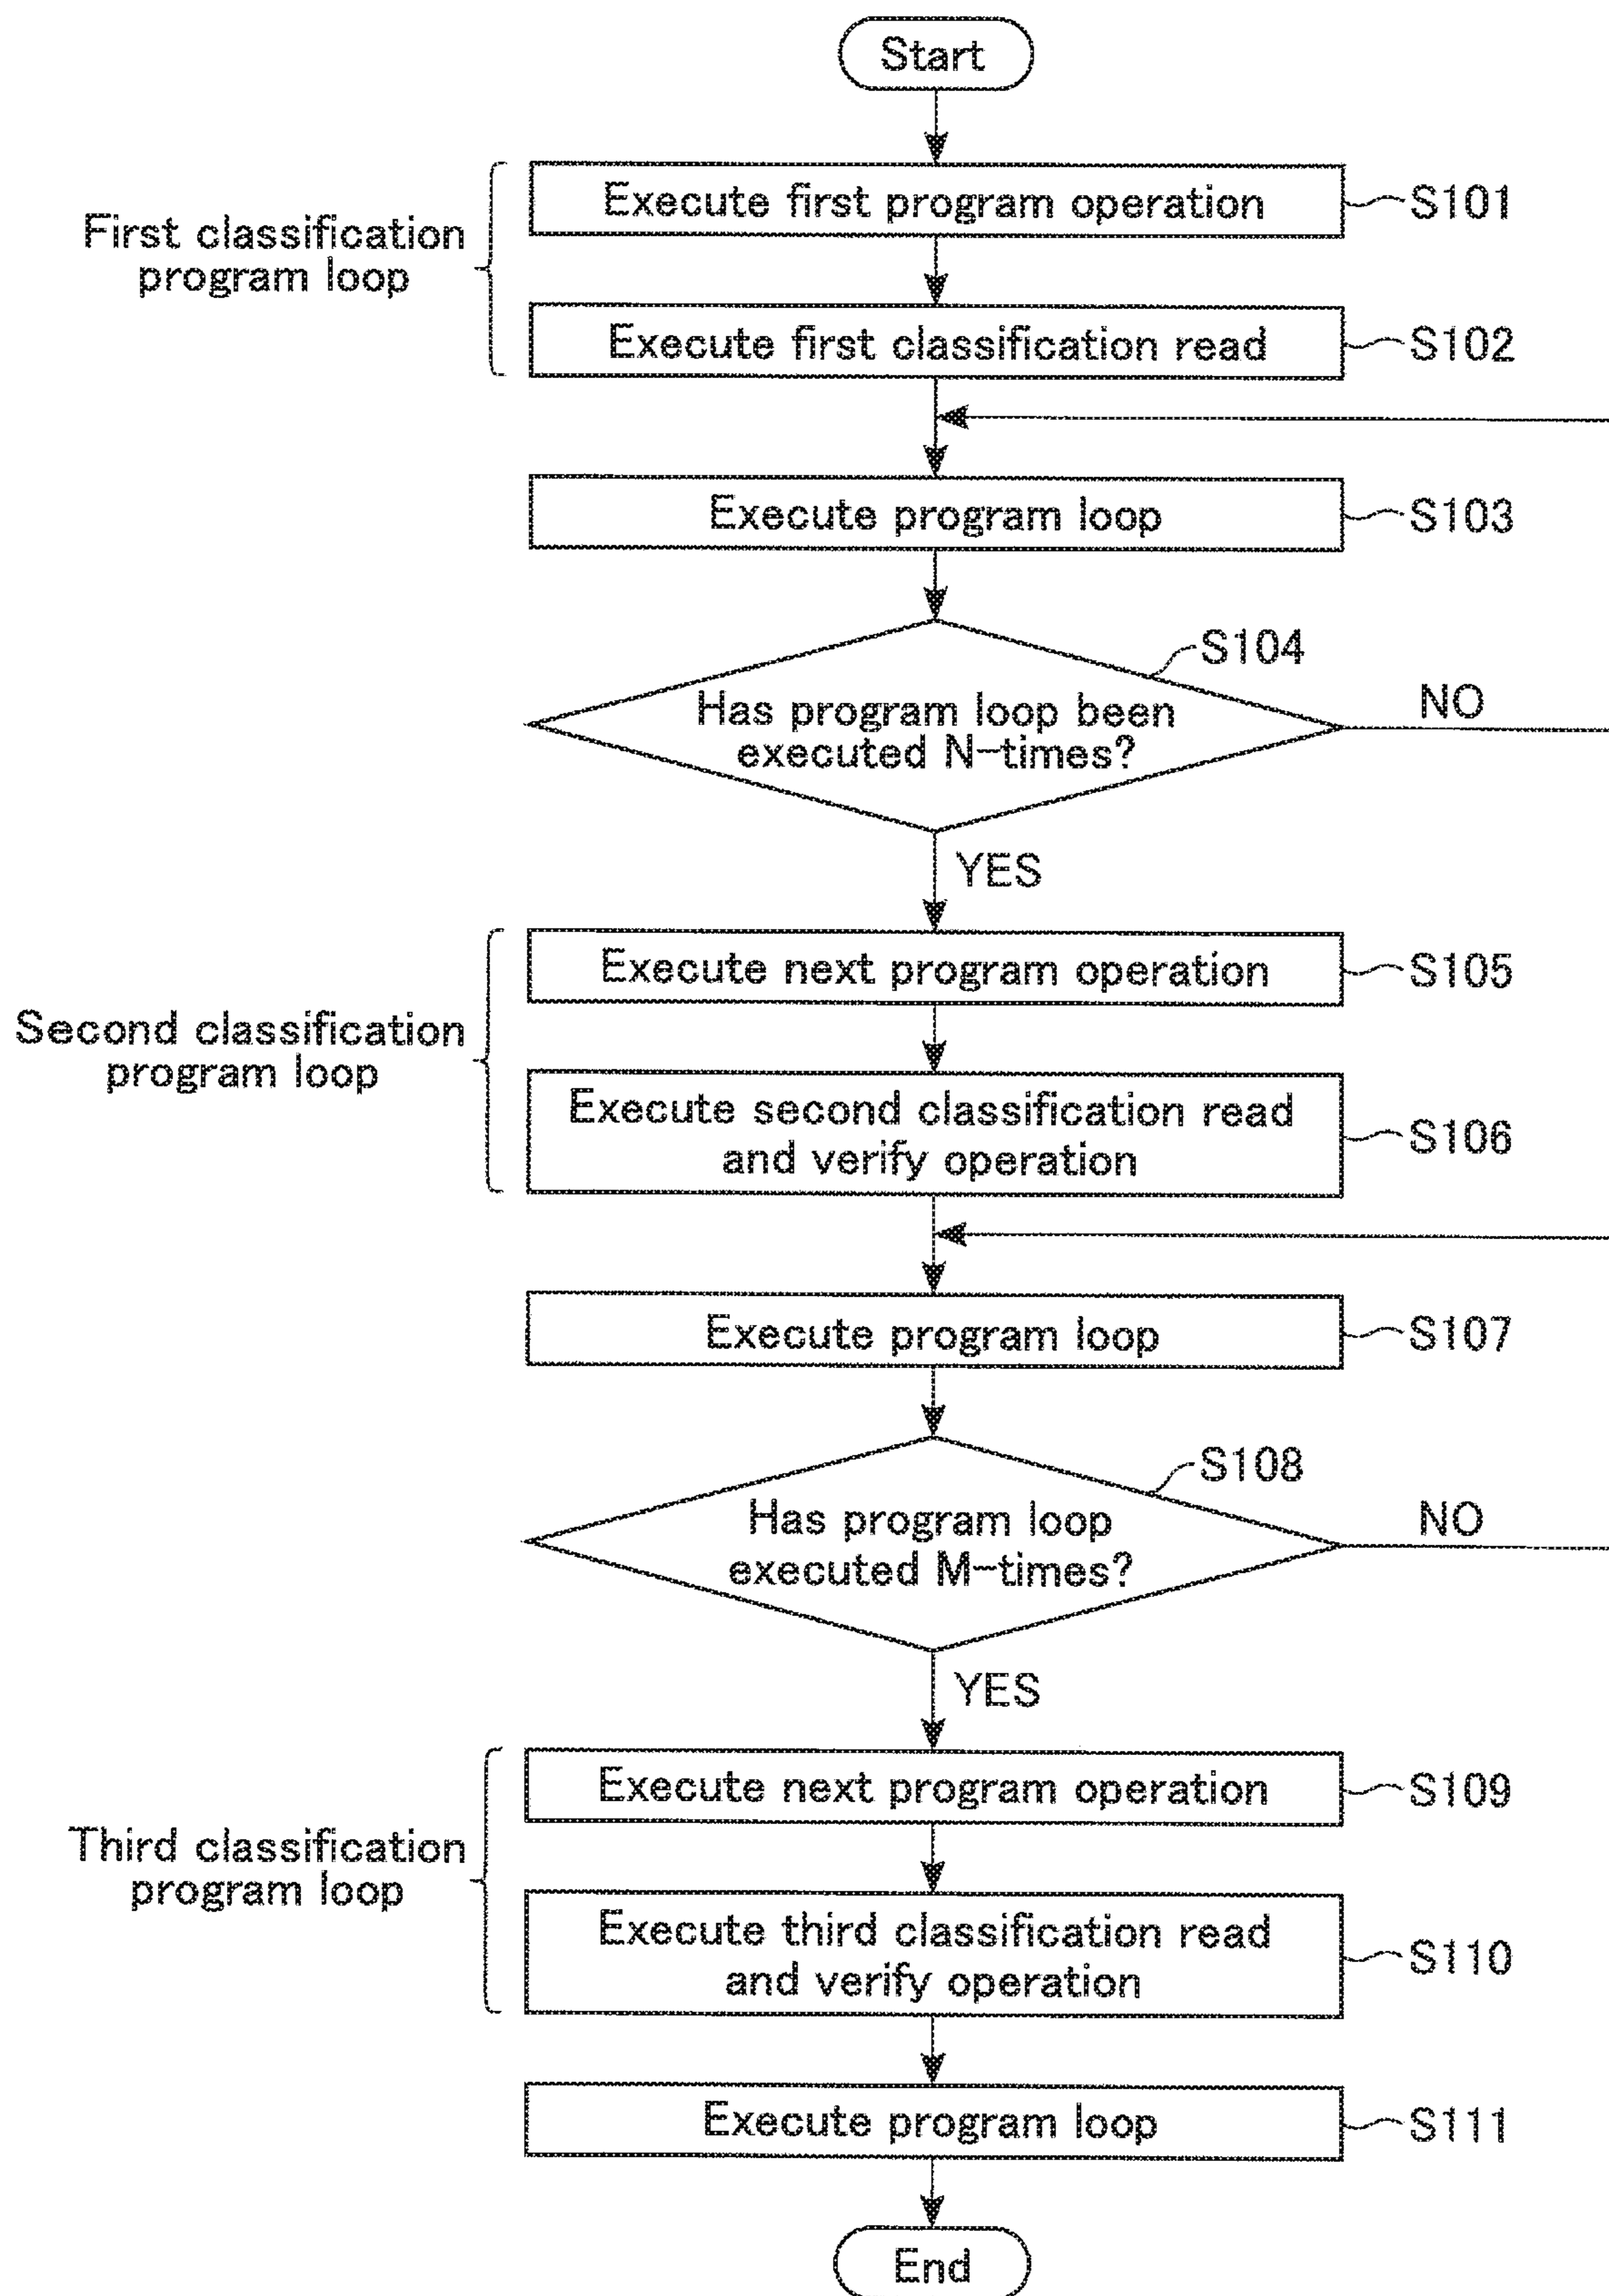 Start
Execute first program operation
S101
First classification
program loop
Execute first classification read
S102
Execute program loop
S103
S104
Has program loop been
executed N-times?
NO
YES
Execute next program operation
S105
Second classification
program loop
Execute second classification read
and verify operation
S106
Execute program loop
S107
S108
Has program loop
executed M-times?
NO
YES
Execute next program operation
S109
Third classification
program loop
Execute third classification read
and verify operation
S110
Execute program loop
S111
End